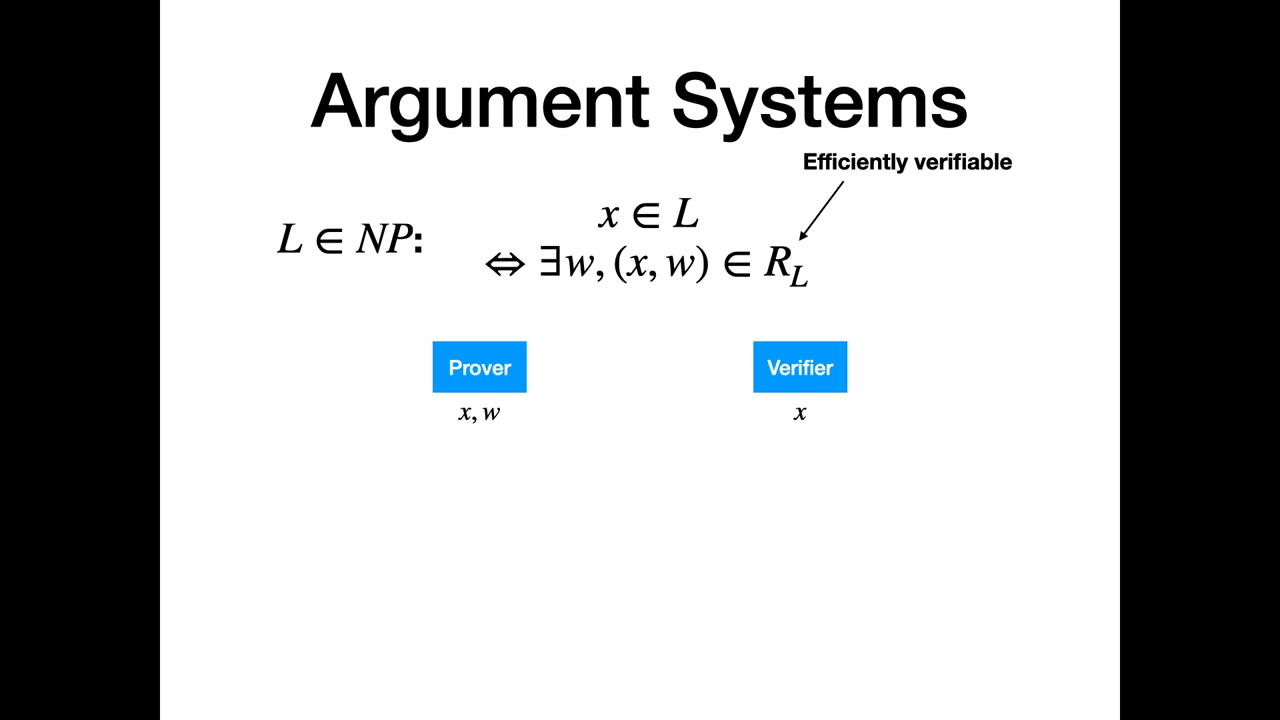 Argument Systems
Efficiently verifiable
L ∈ NP:
x ∈ L
⇔ ∃w, (x, w) ∈ R_L
Prover
Verifier
x, w
x